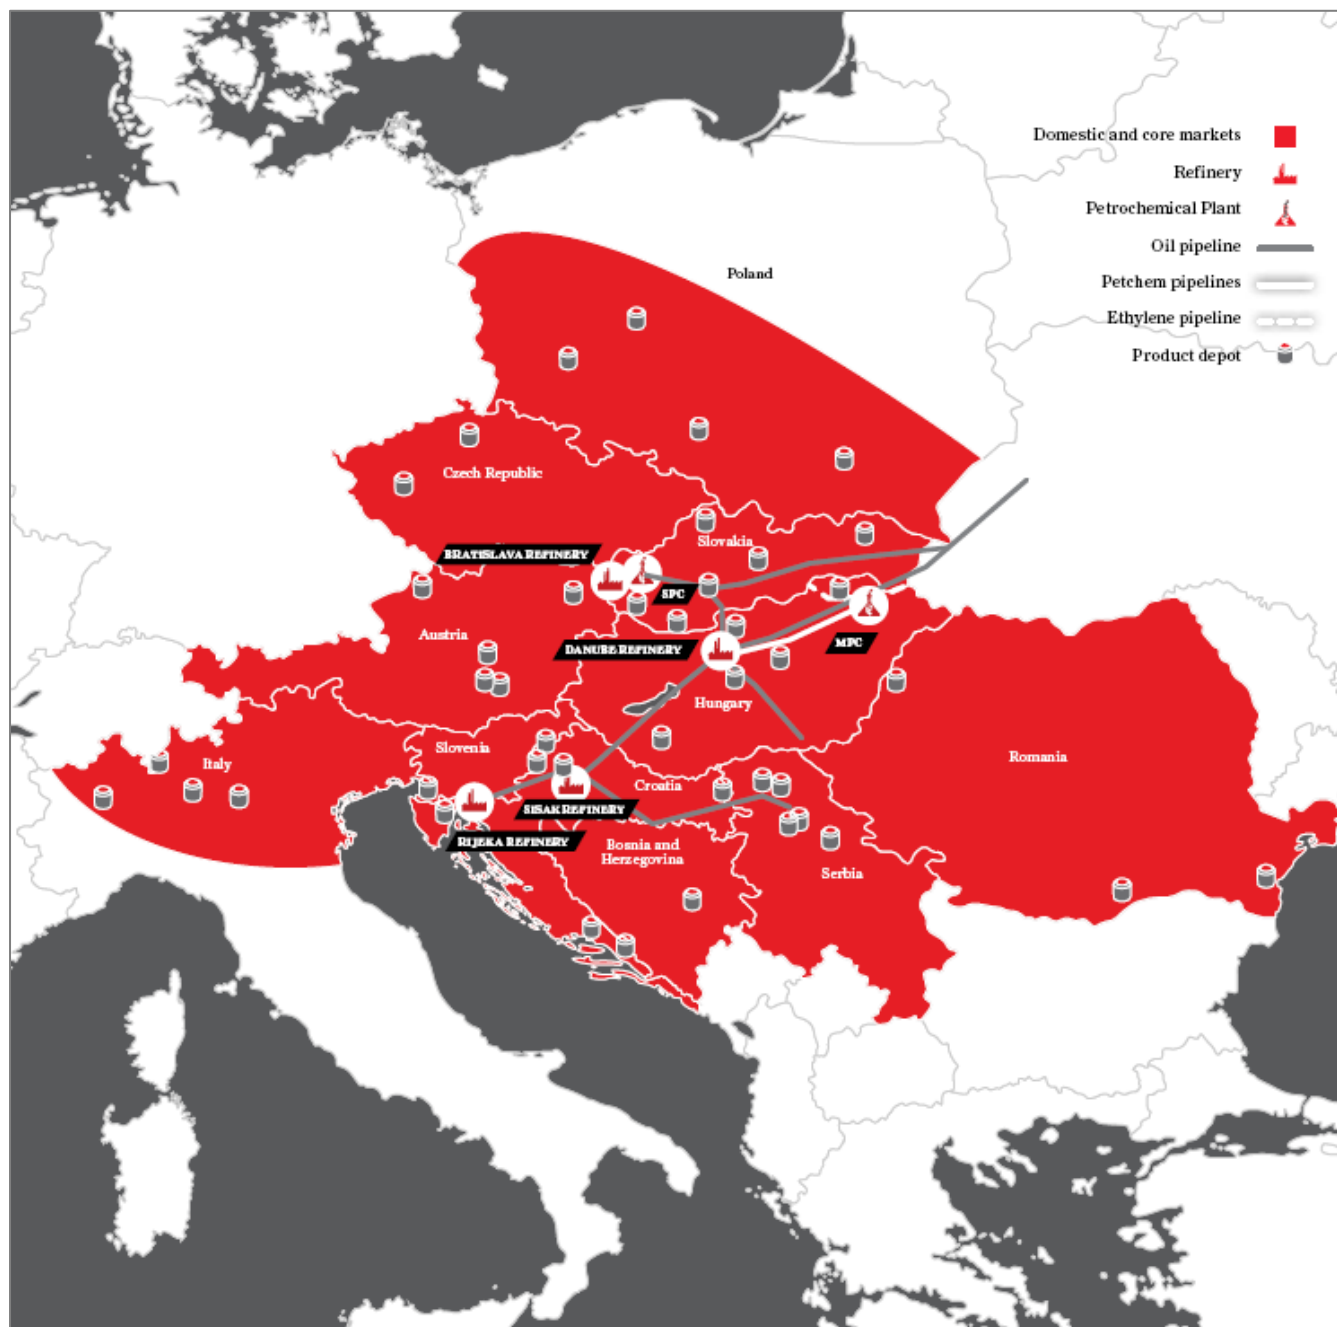 Domestic and core markets
Refinery
Petrochemical Plant
Oil pipeline
Petchem pipelines
Ethylene pipeline
Product depot
Poland
Czech Republic
Slovakia
BRATISLAVA REFINERY
SPC
Austria
DANUBE REFINERY
MPC
Hungary
Slovenia
Italy
Romania
Croatia
SISAK REFINERY
RIJEKA REFINERY
Bosnia and
Herzegovina
Serbia